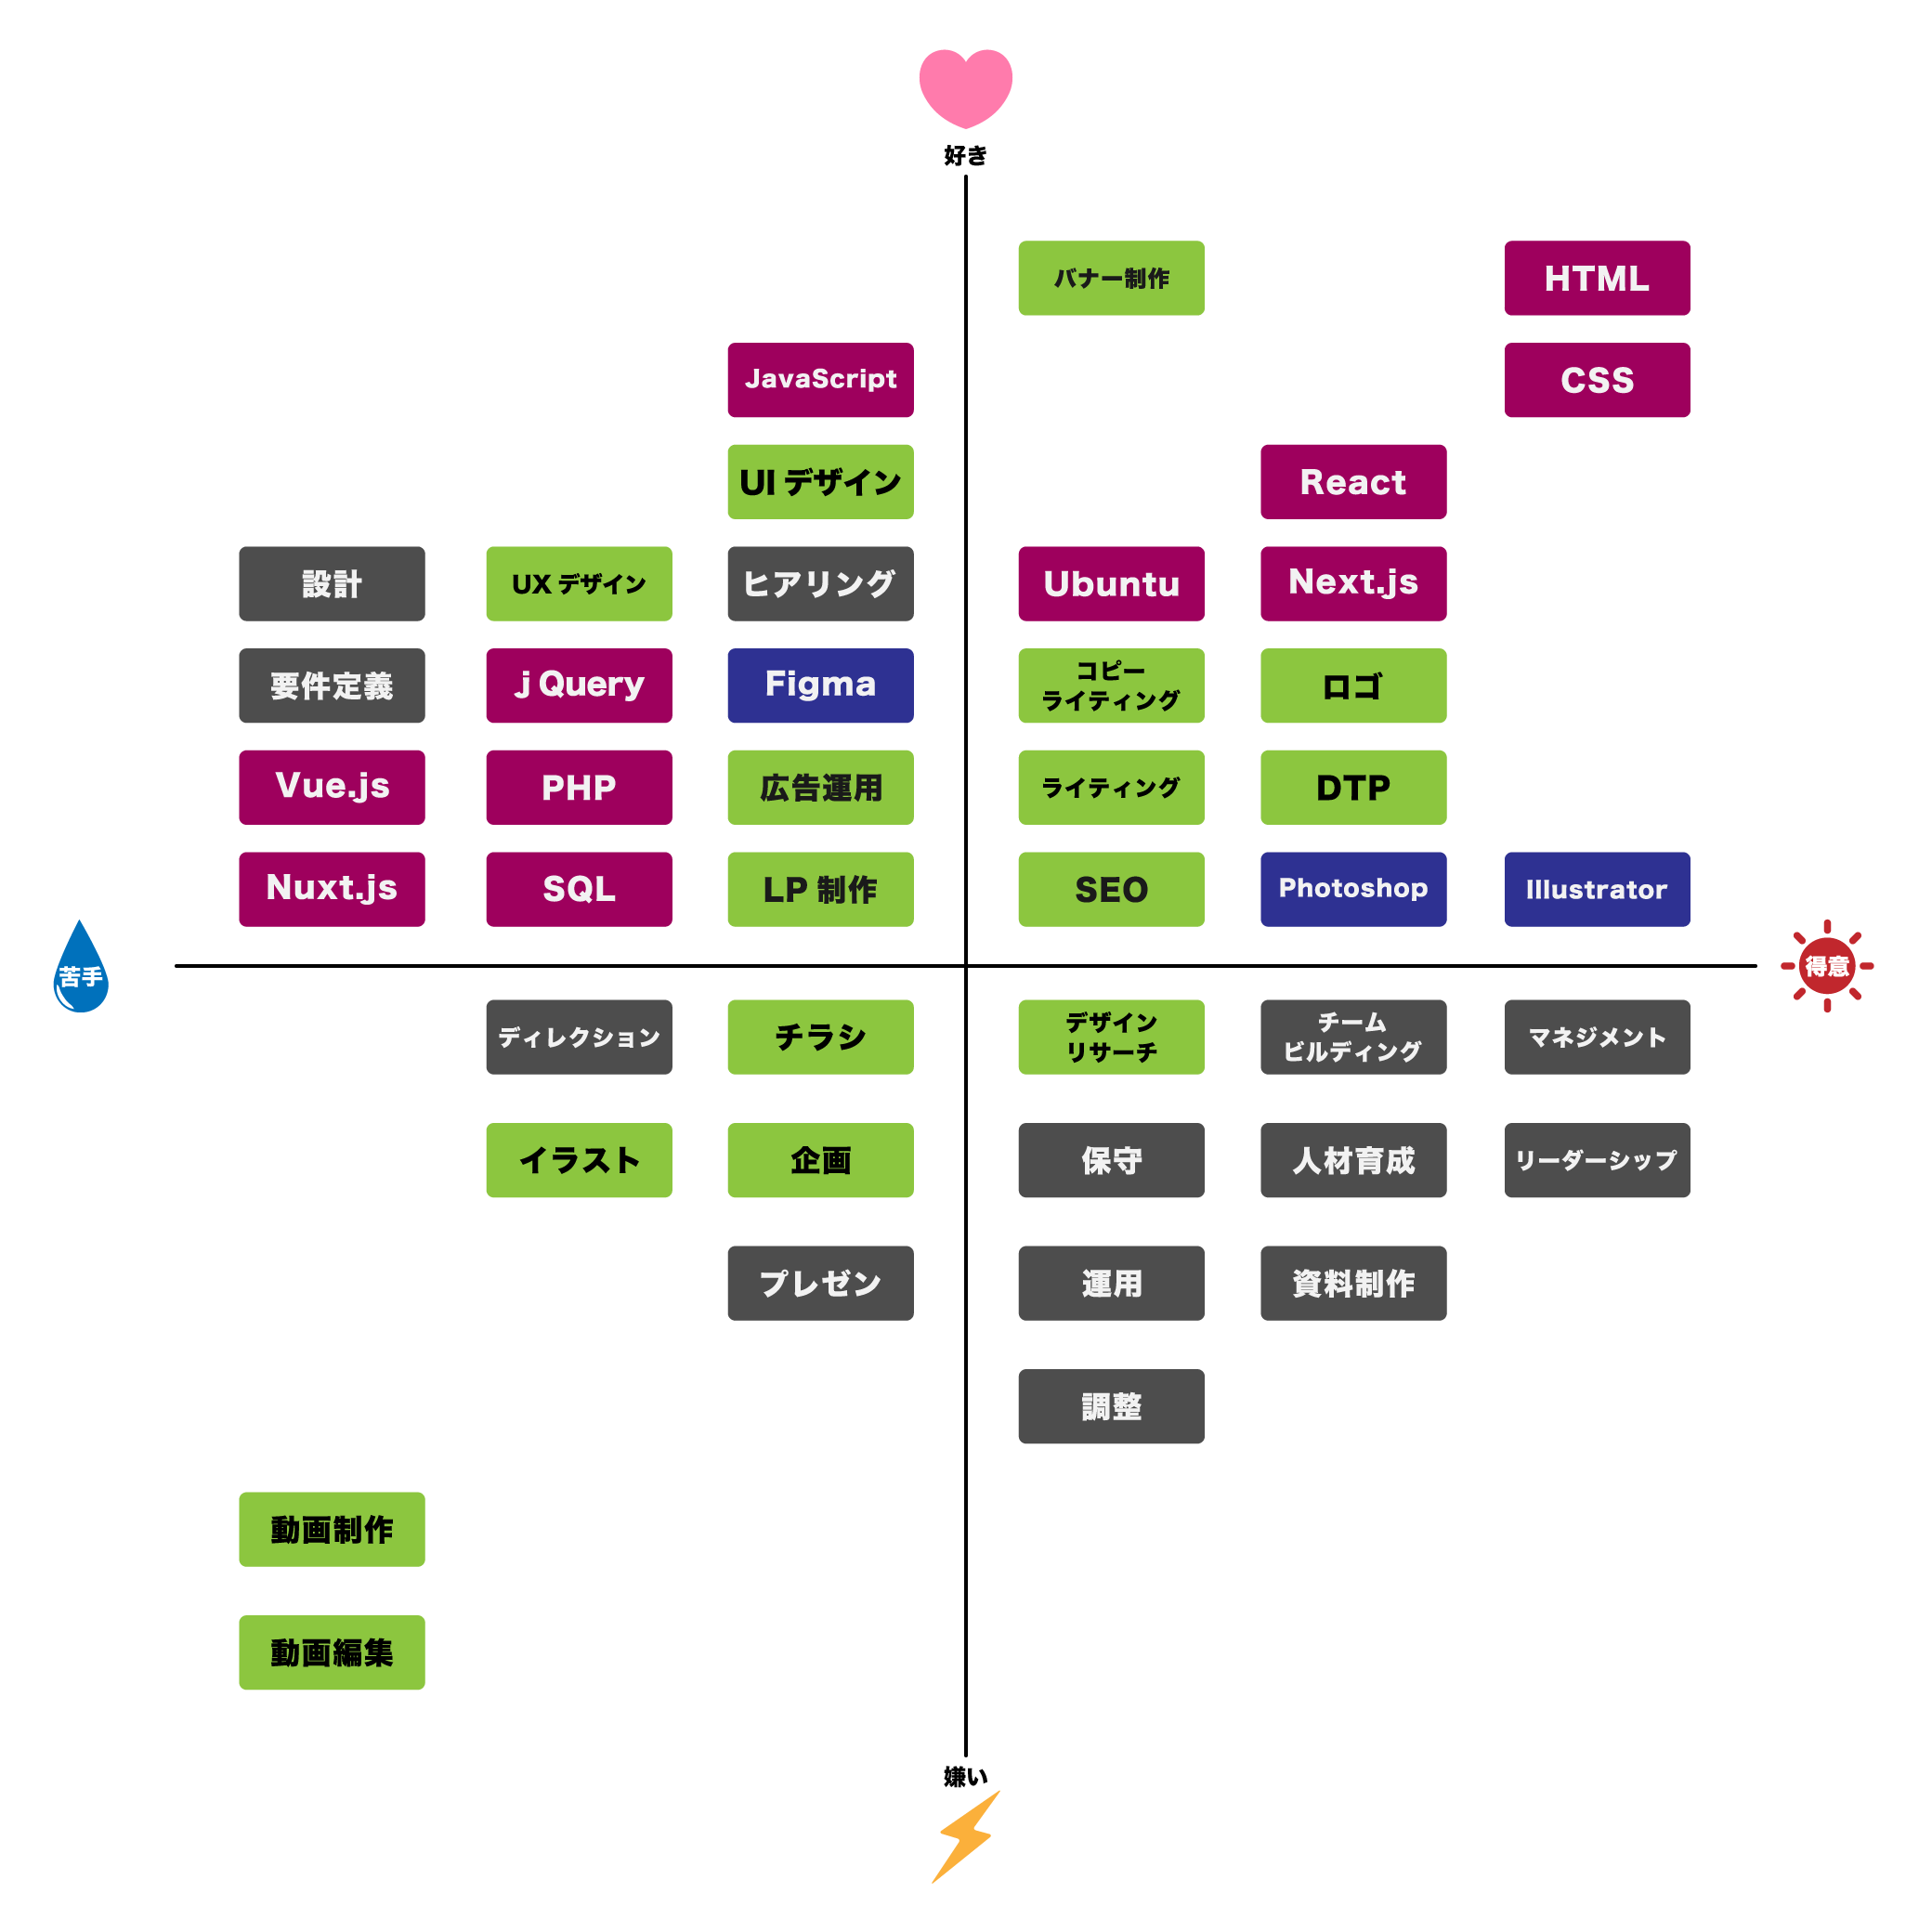 好き
バナー制作
HTML
JavaScript
CSS
UI デザイン
React
設計
UX デザイン
ヒアリング
Ubuntu
Next.js
要件定義
j Query
Figma
コピー
ライティング
ロゴ
Vue.js
PHP
広告運用
ライティング
DTP
Nuxt.js
SQL
LP 制作
SEO
Photoshop
Illustrator
苦手
得意
ディレクション
チラシ
デザイン
リサーチ
チーム
ビルディング
マネジメント
イラスト
企画
保守
人材育成
リーダーシップ
プレゼン
運用
資料制作
調整
動画制作
動画編集
嫌い